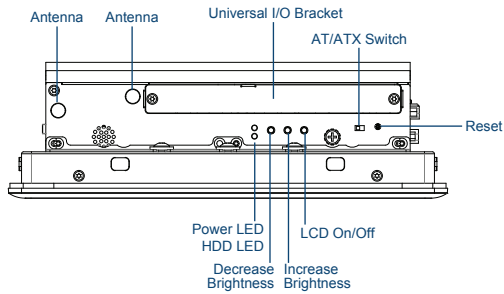 Antenna
Antenna
Universal I/O Bracket
AT/ATX Switch
Reset
Power LED
HDD LED
LCD On/Off
Decrease
Brightness
Increase
Brightness